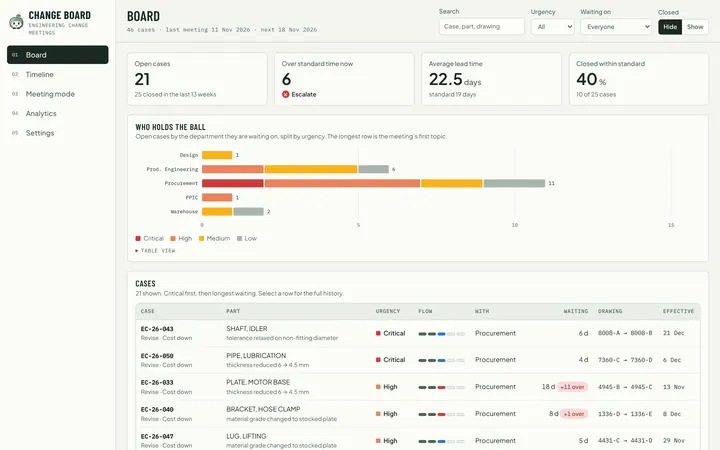 CHANGE BOARD
ENGINEERING CHANGE
MEETINGS
01 Board
02 Timeline
03 Meeting mode
04 Analytics
05 Settings
BOARD
46 cases · last meeting 11 Nov 2026 · next 18 Nov 2026
Search
Case, part, drawing
Urgency
All
Waiting on
Everyone
Closed
Hide Show
Open cases
21
25 closed in the last 13 weeks
Over standard time now
6
Escalate
Average lead time
22.5 days
standard 19 days
Closed within standard
40 %
10 of 25 cases
WHO HOLDS THE BALL
Open cases by the department they are waiting on, split by urgency. The longest row is the meeting's first topic.
Design 1
Prod. Engineering 6
Procurement 11
PPIC 1
Warehouse 2
0 5 10 15
Critical High Medium Low
▶ TABLE VIEW
CASES
21 shown. Critical first, then longest waiting. Select a row for the full history.
CASE PART URGENCY FLOW WITH WAITING DRAWING EFFECTIVE
EC-26-043 SHAFT, IDLER Critical Procurement 6 d 8008-A → 8008-B 21 Dec
Revise · Cost down tolerance relaxed on non-fitting diameter
EC-26-050 PIPE, LUBRICATION Critical Procurement 4 d 7360-C → 7360-D 6 Dec
Revise · Cost down thickness reduced 6 → 4.5 mm
EC-26-033 PLATE, MOTOR BASE High Procurement 18 d +11 over 4945-B → 4945-C 13 Nov
Revise · Cost down thickness reduced 6 → 4.5 mm
EC-26-040 BRACKET, HOSE CLAMP High Procurement 8 d +1 over 1336-D → 1336-E 8 Dec
Revise · Cost down material grade changed to stocked plate
EC-26-047 LUG, LIFTING High Procurement 5 d 4431-C → 4431-D 29 Nov
Revise · Cost down material grade changed to stocked plate